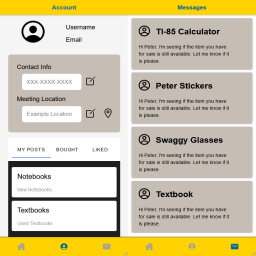 Account
Username
Email
Contact Info
XXX-XXXX-XXXX
Meeting Location
Example Location
MY POSTS BOUGHT LIKED
Notebooks
New Notebooks
Textbooks
Used Textbooks
Messages
TI-85 Calculator
Hi Peter, I'm seeing if the item you have
for sale is still available. Let me know if it
is please.
Peter Stickers
Hi Peter, I'm seeing if the item you have
for sale is still available. Let me know if it
is please.
Swaggy Glasses
Hi Peter, I'm seeing if the item you have
for sale is still available. Let me know if it
is please.
Textbook
Hi Peter, I'm seeing if the item you have
for sale is still available. Let me know if it
is please.